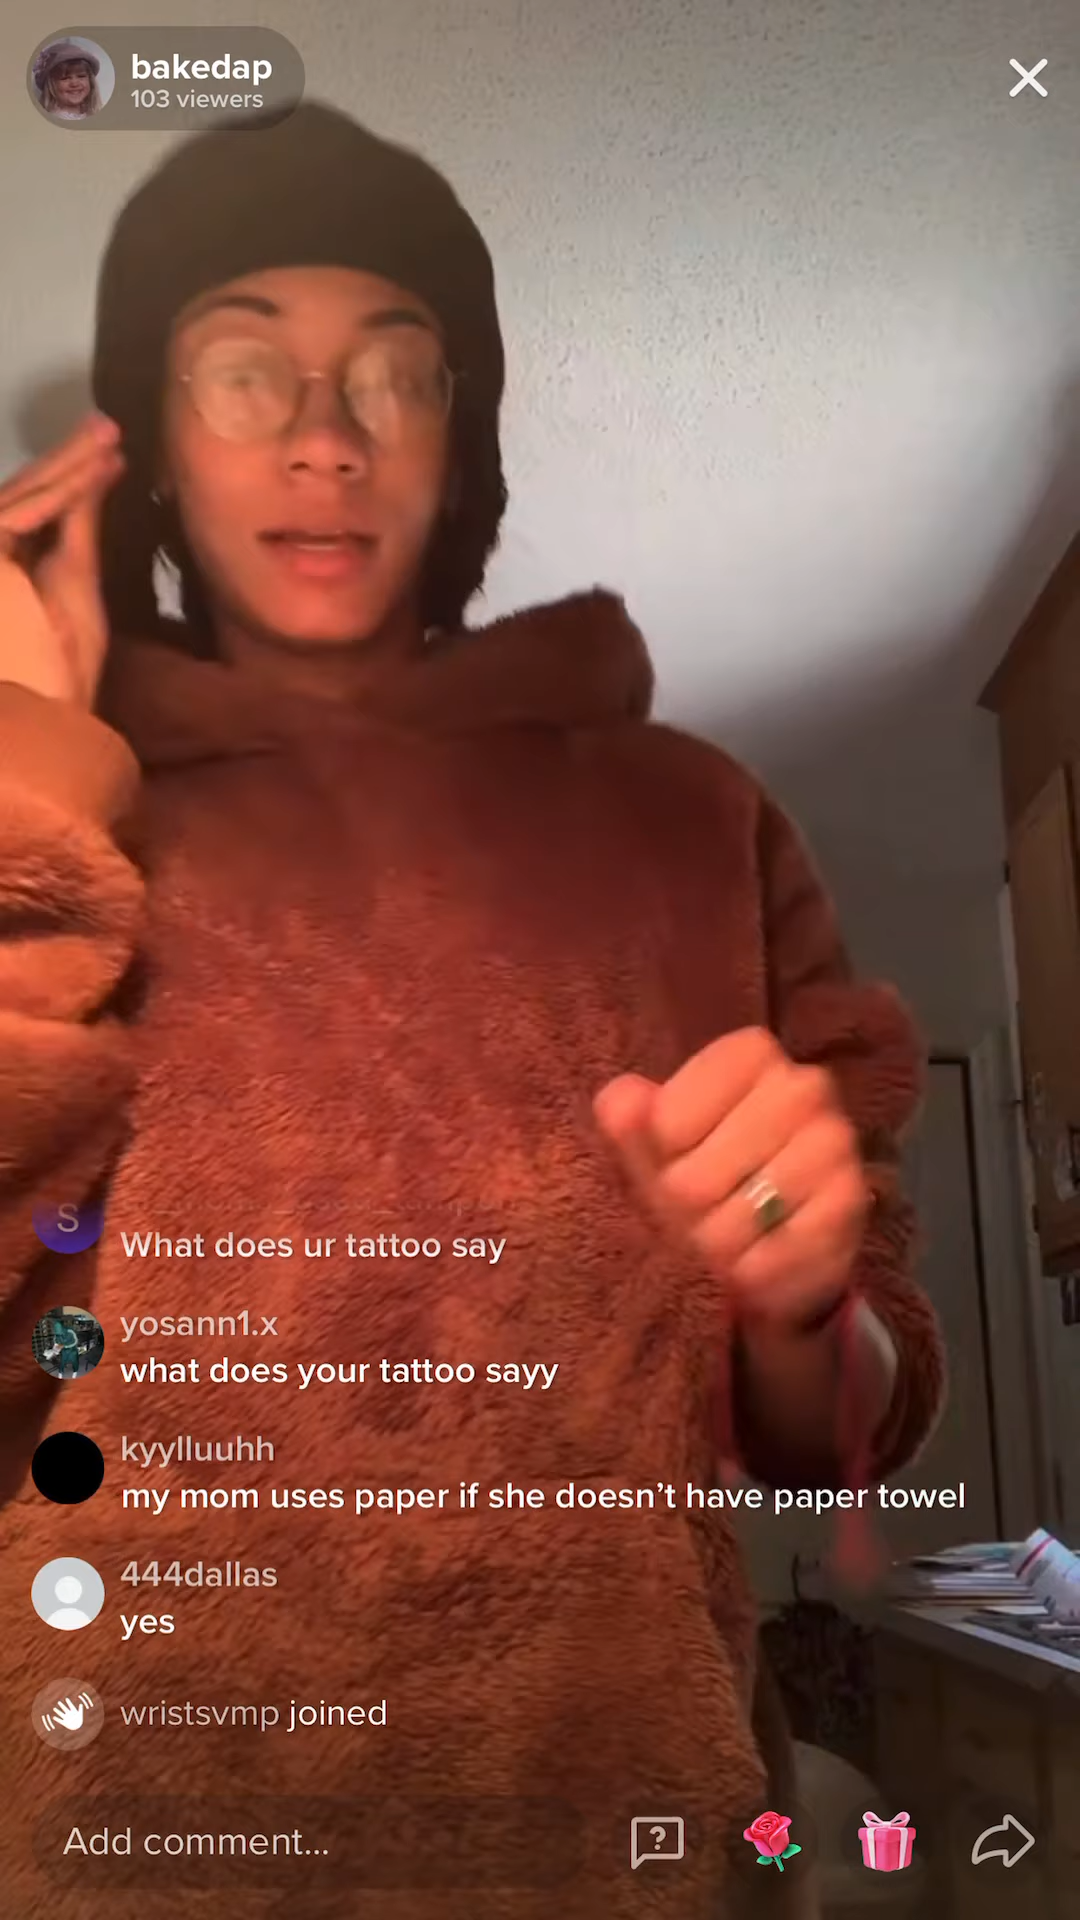 bakedap
103 viewers
S
What does ur tattoo say
yosann1.x
what does your tattoo sayy
kyylluuhh
my mom uses paper if she doesn’t have paper towel
444dallas
yes
wristsvmp joined
Add comment...
?